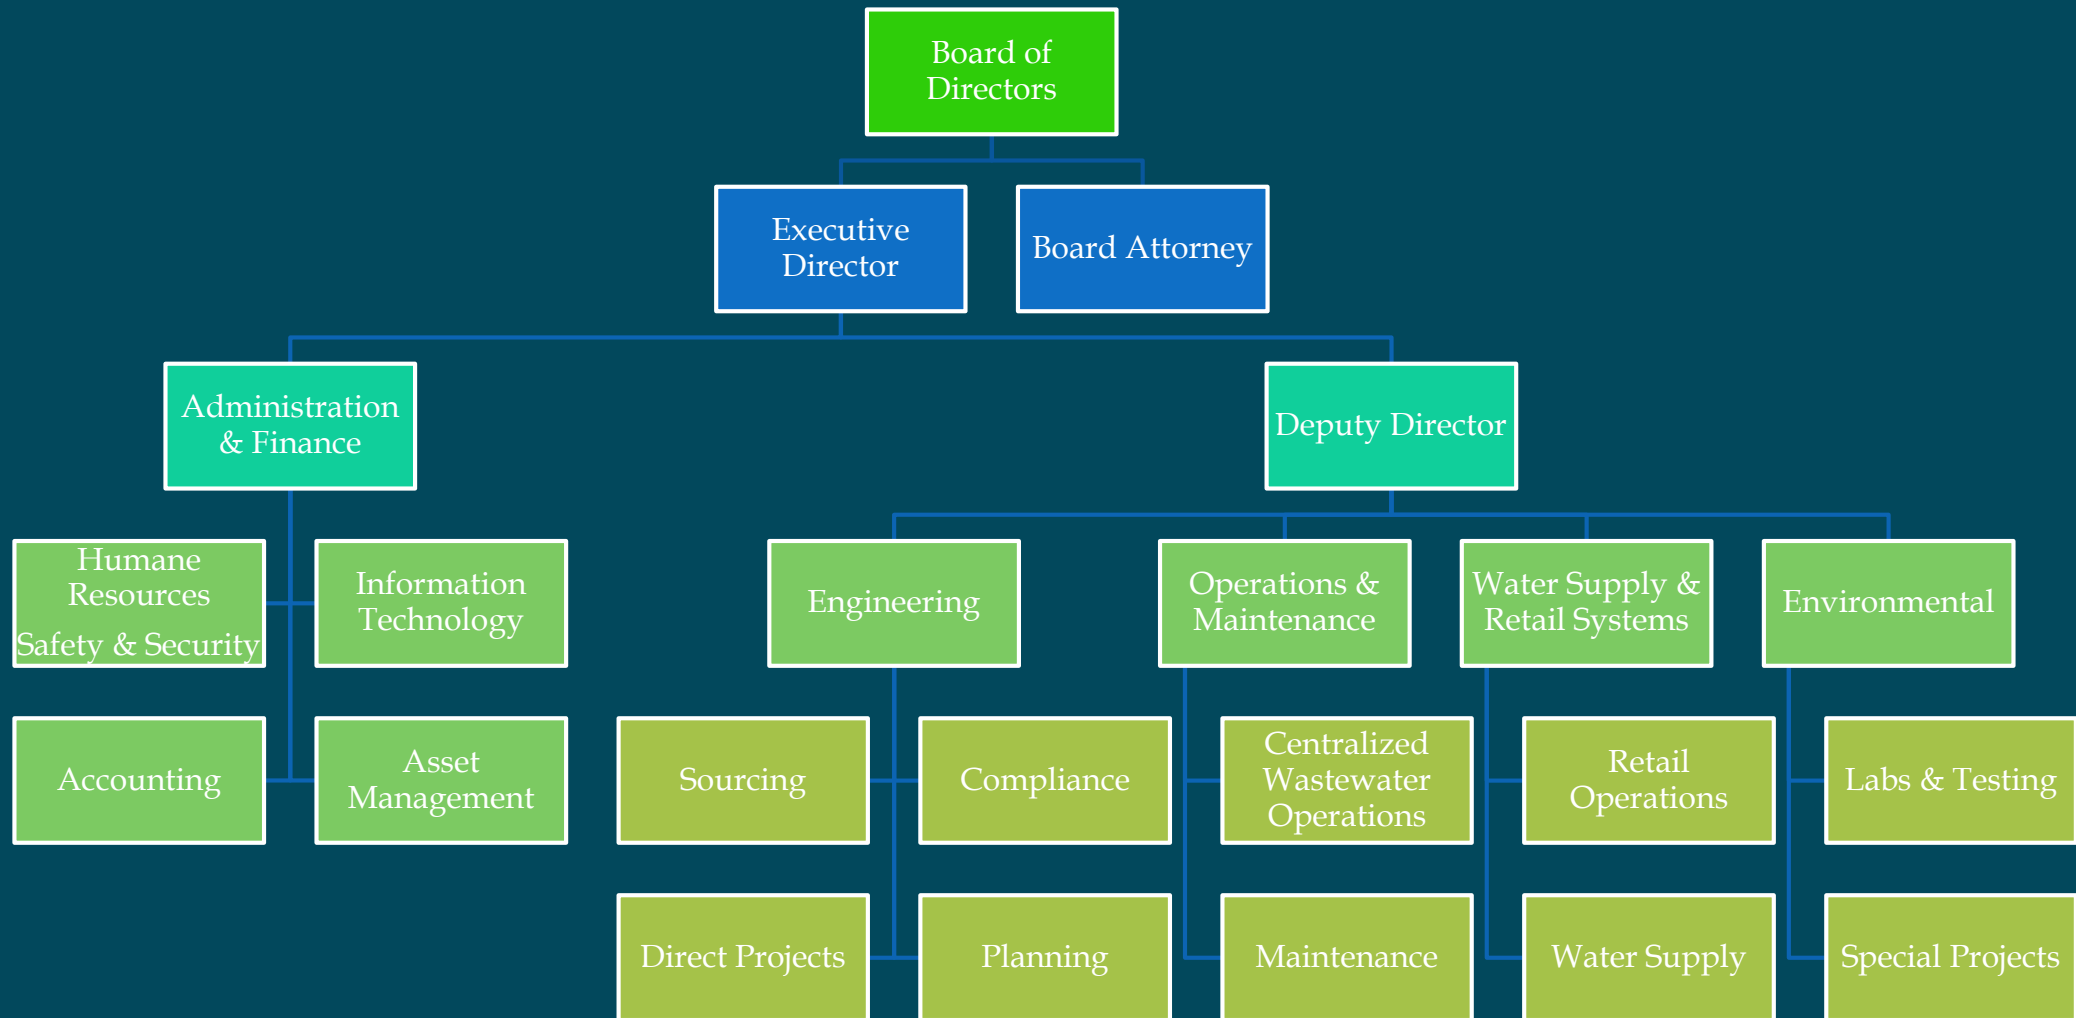 Board of
Directors
Executive
Director
Board Attorney
Administration
& Finance
Deputy Director
Humane
Resources
Safety & Security
Information
Technology
Engineering
Operations &
Maintenance
Water Supply &
Retail Systems
Environmental
Accounting
Asset
Management
Sourcing
Compliance
Centralized
Wastewater
Operations
Retail
Operations
Labs & Testing
Direct Projects
Planning
Maintenance
Water Supply
Special Projects